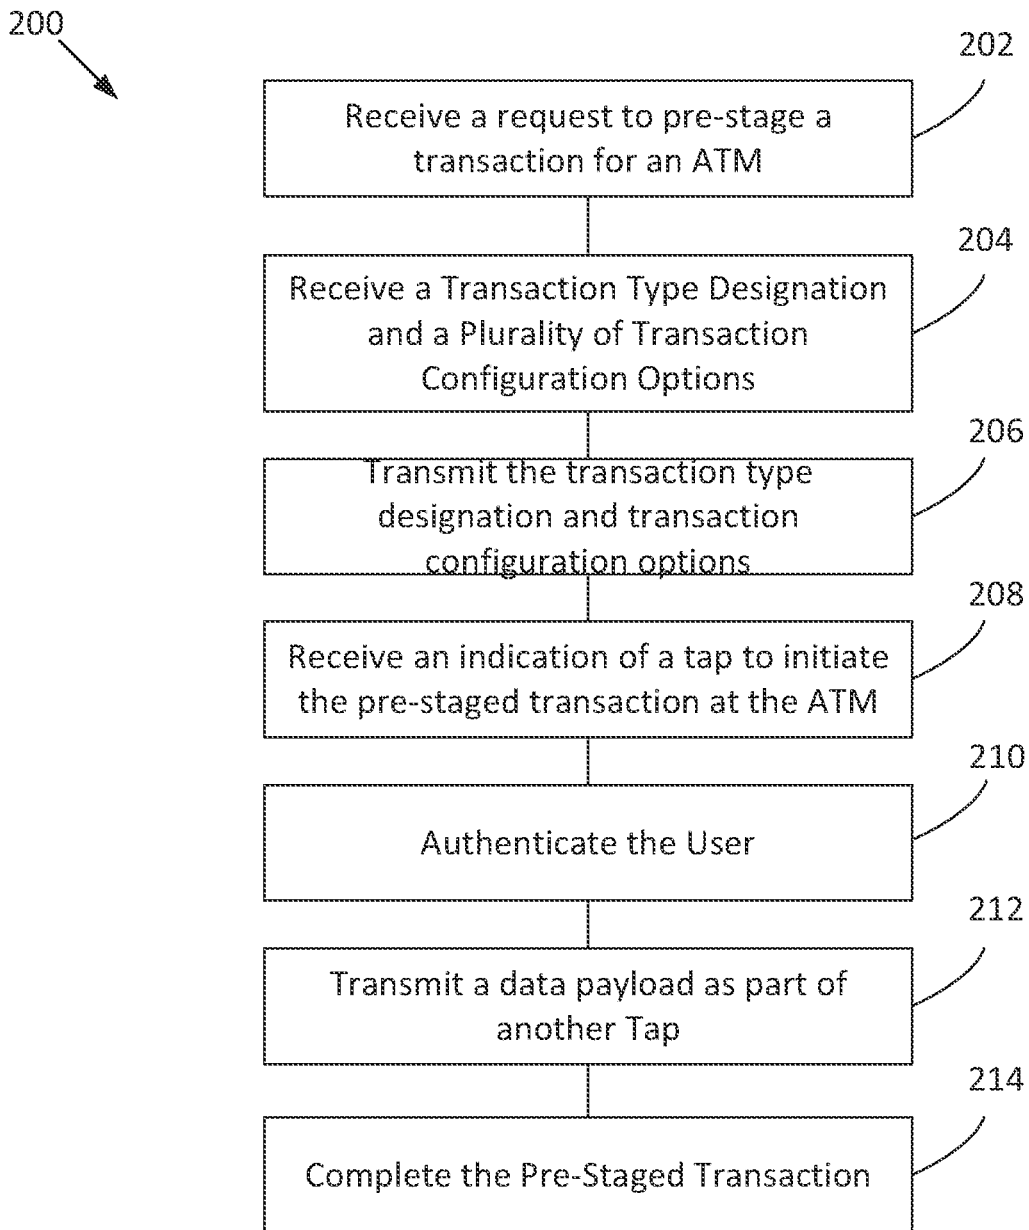 200
202
Receive a request to pre-stage a
transaction for an ATM
204
Receive a Transaction Type Designation
and a Plurality of Transaction
Configuration Options
206
Transmit the transaction type
designation and transaction
configuration options
208
Receive an indication of a tap to initiate
the pre-staged transaction at the ATM
210
Authenticate the User
212
Transmit a data payload as part of
another Tap
214
Complete the Pre-Staged Transaction